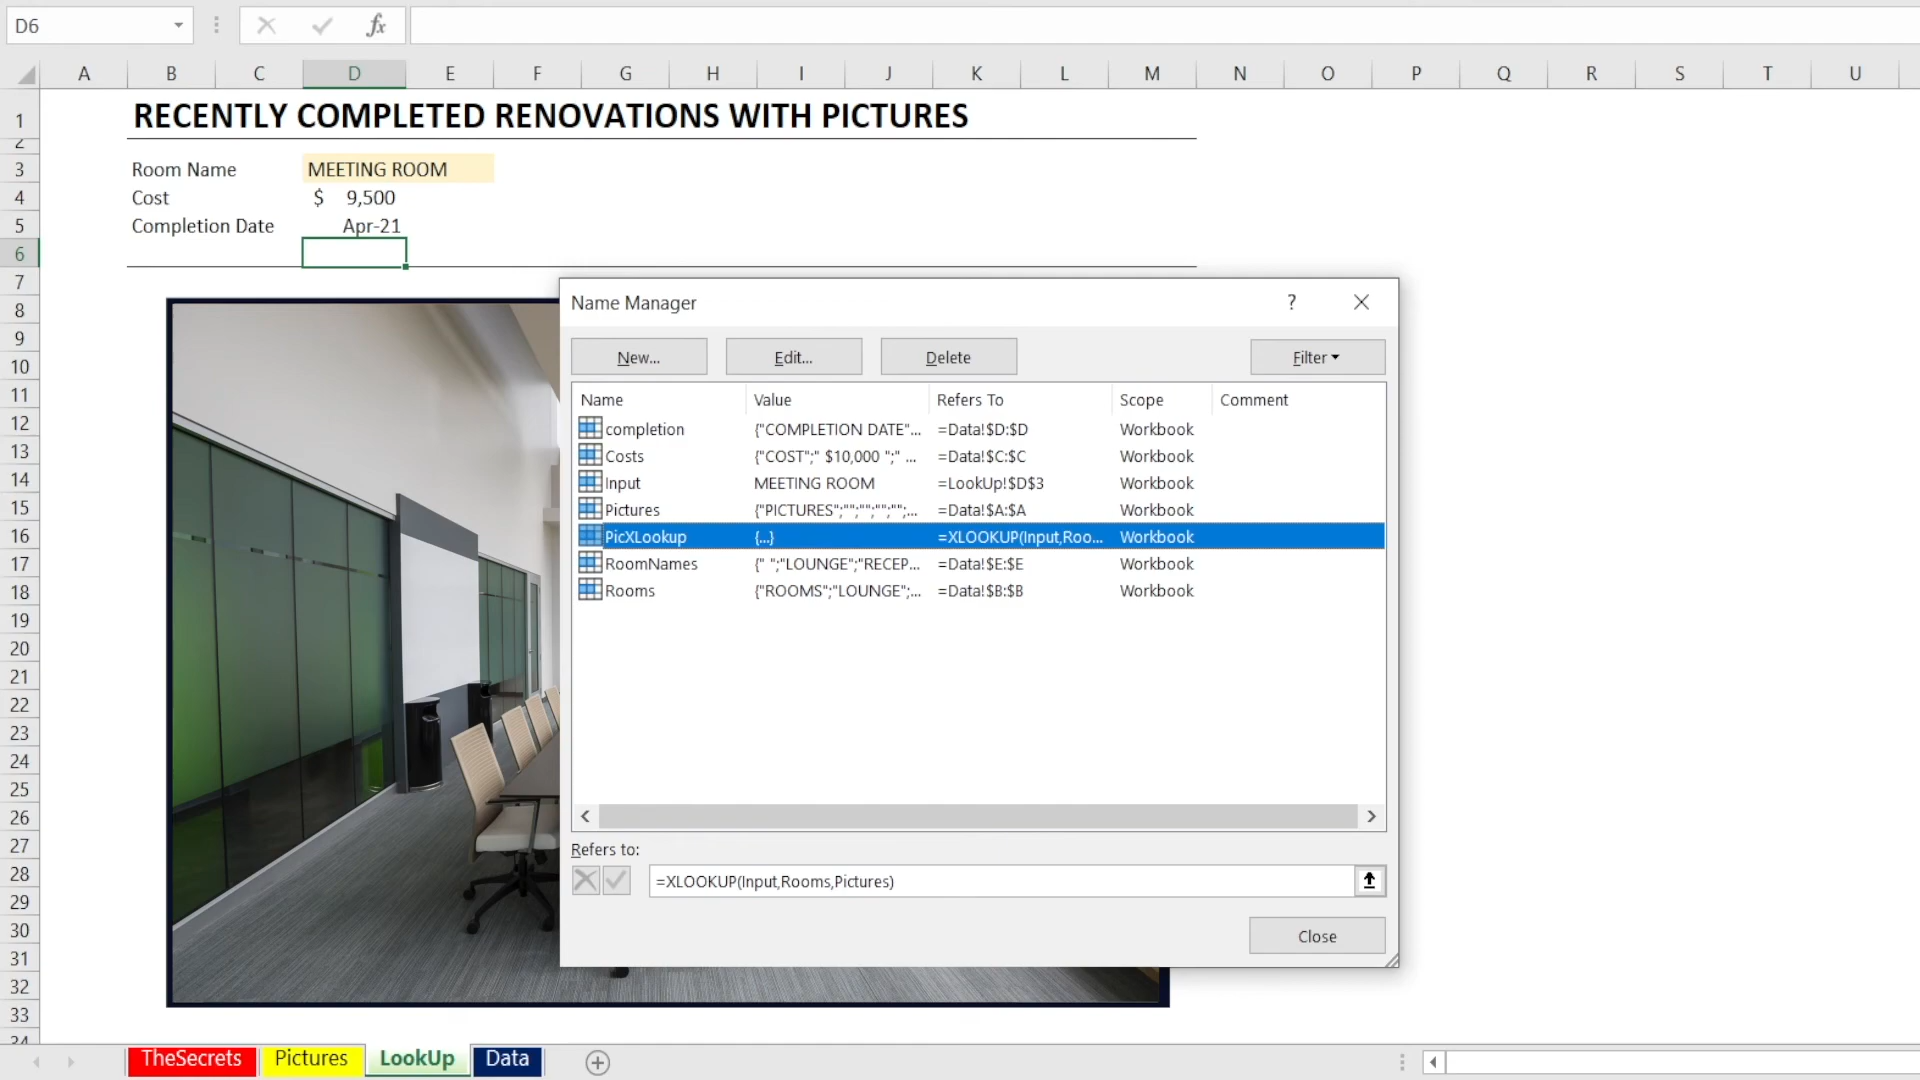 D6
fx
A B C D E F G H I J K L M N O P Q R S T U
1 RECENTLY COMPLETED RENOVATIONS WITH PICTURES
2
3 Room Name MEETING ROOM
4 Cost $ 9,500
5 Completion Date Apr-21
6
7
8
9
10
11
12
13
14
15
16
17
18
19
20
21
22
23
24
25
26
27
28
29
30
31
32
33
34
Name Manager ?
New... Edit... Delete Filter
Name Value Refers To Scope Comment
completion {"COMPLETION DATE"... =Data!$D:$D Workbook
Costs {"COST";" $10,000 ";" ... =Data!$C:$C Workbook
Input MEETING ROOM =LookUp!$D$3 Workbook
Pictures {"PICTURES";"";"";"";"";... =Data!$A:$A Workbook
PicXLookup {...} =XLOOKUP(Input,Roo... Workbook
RoomNames {" ";"LOUNGE";"RECEP... =Data!$E:$E Workbook
Rooms {"ROOMS";"LOUNGE";... =Data!$B:$B Workbook
Refers to:
=XLOOKUP(Input,Rooms,Pictures)
Close
TheSecrets Pictures LookUp Data